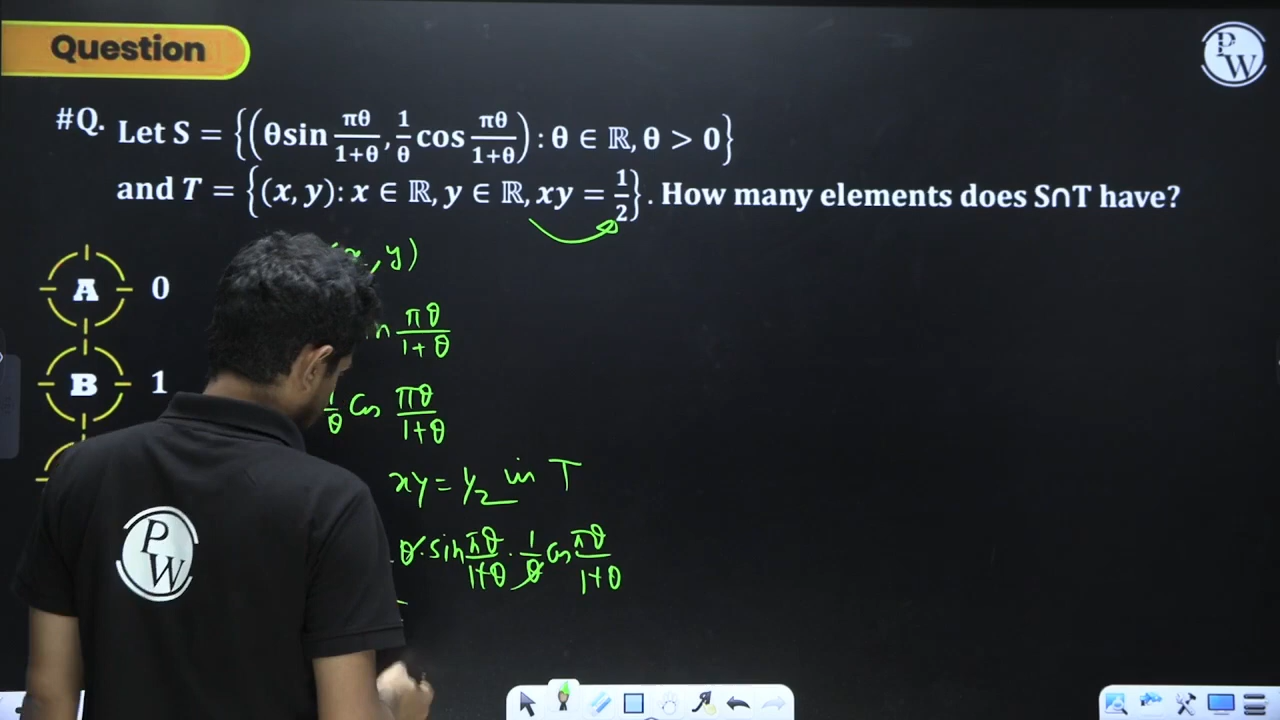 Question
PW
#Q. Let S = {(θsin πθ/1+θ, 1/θ cos πθ/1+θ) : θ ∈ ℝ, θ > 0}
and T = {(x, y): x ∈ ℝ, y ∈ ℝ, xy = 1/2}. How many elements does S∩T have?
x, y)
A 0
n πθ/1+θ
B 1
1/θ Cos πθ/1+θ
xy = 1/2 in T
θ·sin πθ/1+θ · 1/θ Cos πθ/1+θ
PW